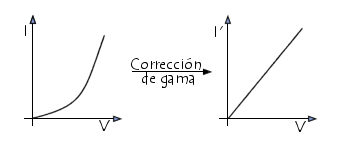 I
V
Corrección
de gama
I'
V